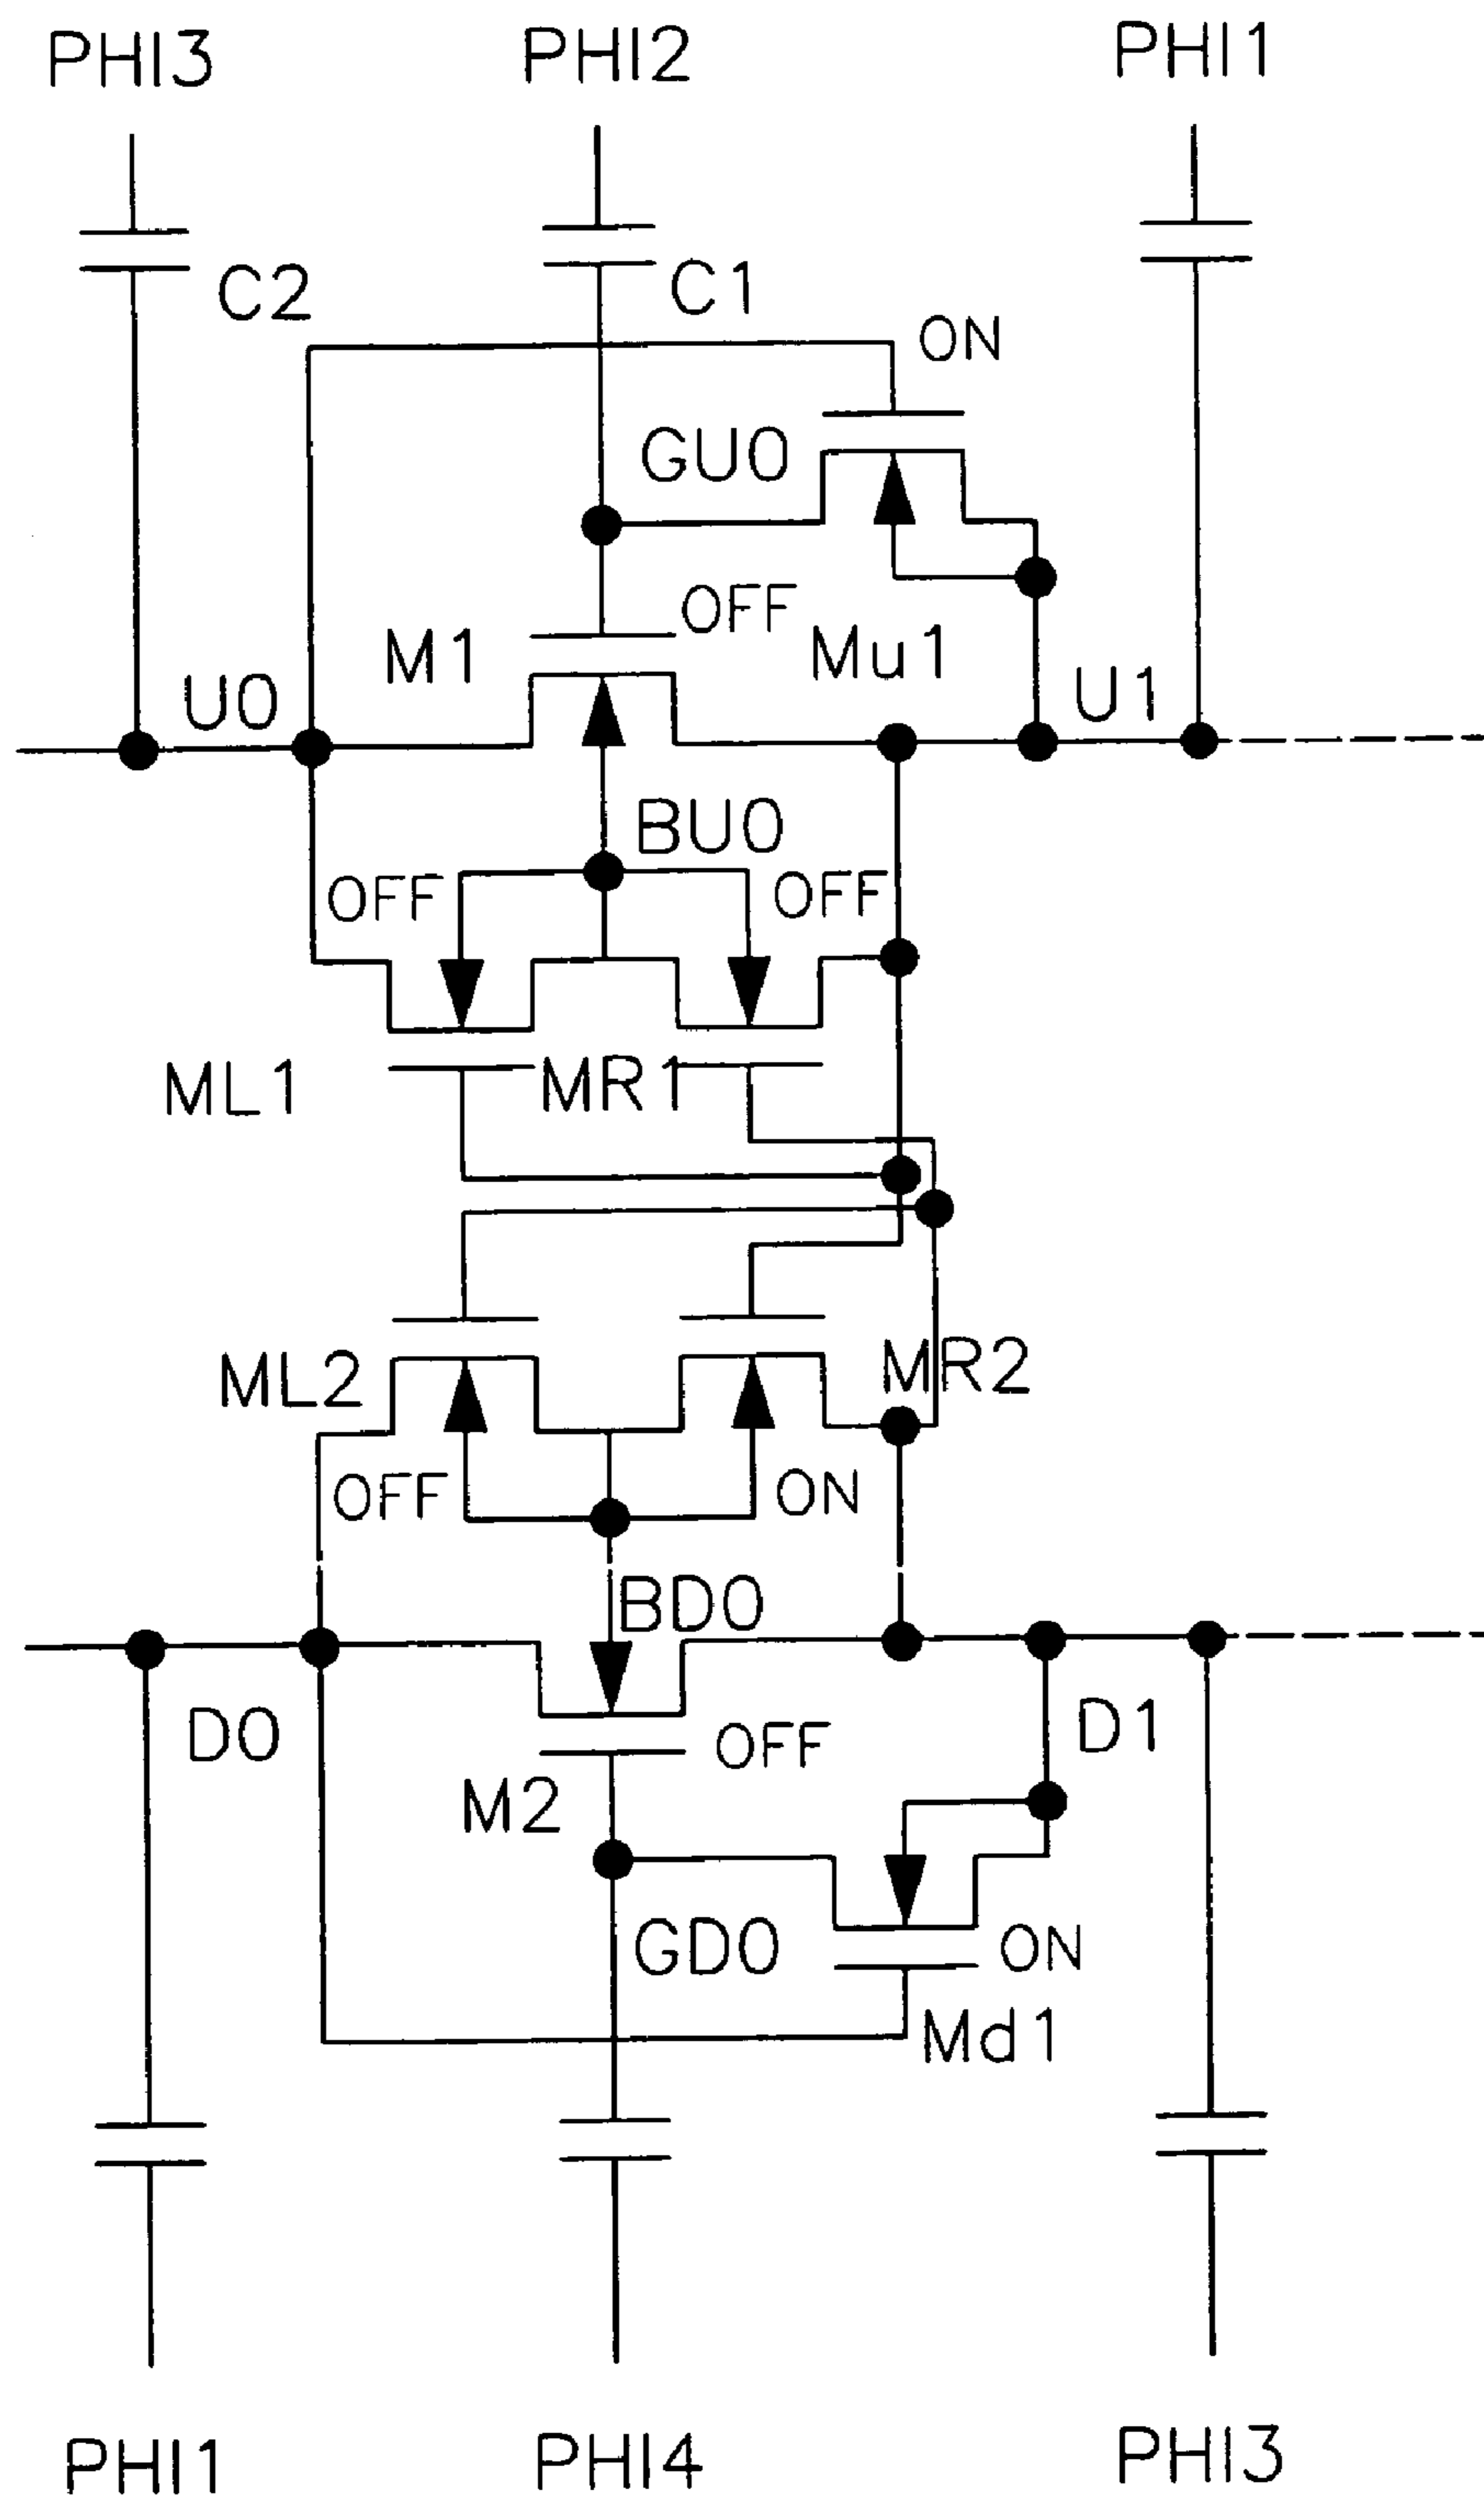 PHI3 PHI2 PHI1
C2 C1
ON
GU0
OFF
M1 Mu1
U0 U1
BU0
OFF OFF
ML1 MR1
ML2 MR2
OFF ON
BD0
D0 OFF D1
M2
GD0 ON
Md1
PHI1 PHI4 PHI3